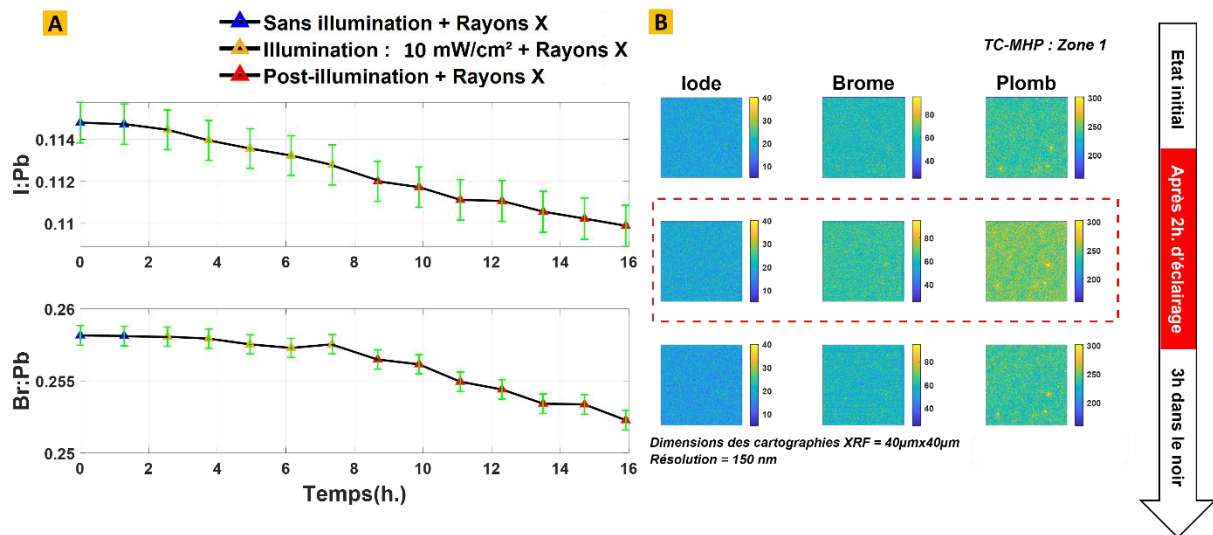 A
Sans illumination + Rayons X
Illumination : 10 mW/cm² + Rayons X
Post-illumination + Rayons X
I:Pb
0.114
0.112
0.11
0 2 4 6 8 10 12 14 16
Br:Pb
0.26
0.255
0.25
0 2 4 6 8 10 12 14 16
Temps(h.)
B
TC-MHP : Zone 1
Iode Brome Plomb
40
30
20
10
80
60
40
300
250
200
40
30
20
10
80
60
40
300
250
200
40
30
20
10
80
60
40
300
250
200
Dimensions des cartographies XRF = 40µmx40µm
Résolution = 150 nm
Etat initial
Après 2h. d'éclairage
3h dans le noir